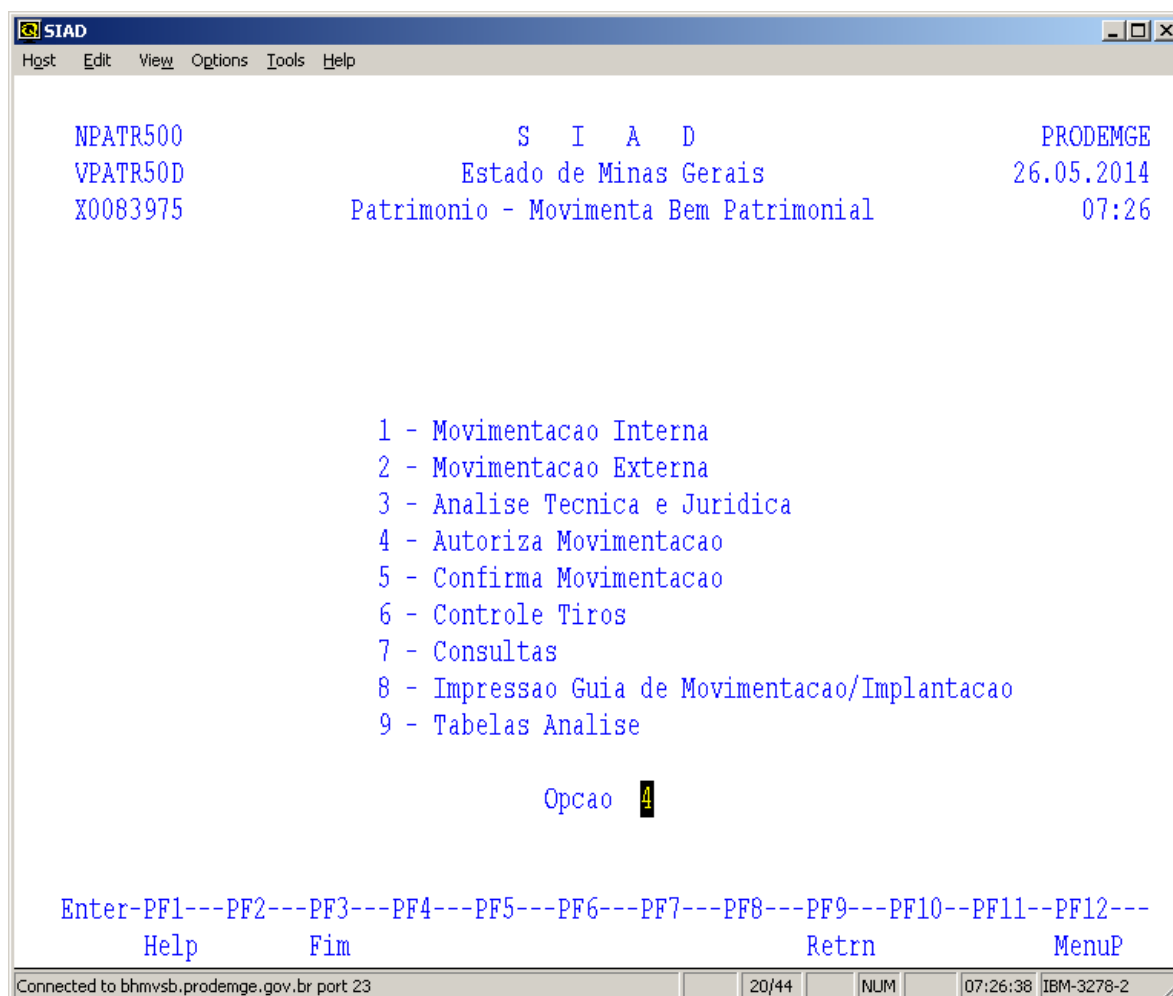 SIAD
Host Edit View Options Tools Help
NPATR500 S I A D PRODEMGE
VPATR50D Estado de Minas Gerais 26.05.2014
X0083975 Patrimonio - Movimenta Bem Patrimonial 07:26
1 - Movimentacao Interna
2 - Movimentacao Externa
3 - Analise Tecnica e Juridica
4 - Autoriza Movimentacao
5 - Confirma Movimentacao
6 - Controle Tiros
7 - Consultas
8 - Impressao Guia de Movimentacao/Implantacao
9 - Tabelas Analise
Opcao 4
Enter-PF1---PF2---PF3---PF4---PF5---PF6---PF7---PF8---PF9---PF10--PF11--PF12---
Help Fim Retrn MenuP
Connected to bhmvsb.prodemge.gov.br port 23 20/44 NUM 07:26:38 IBM-3278-2